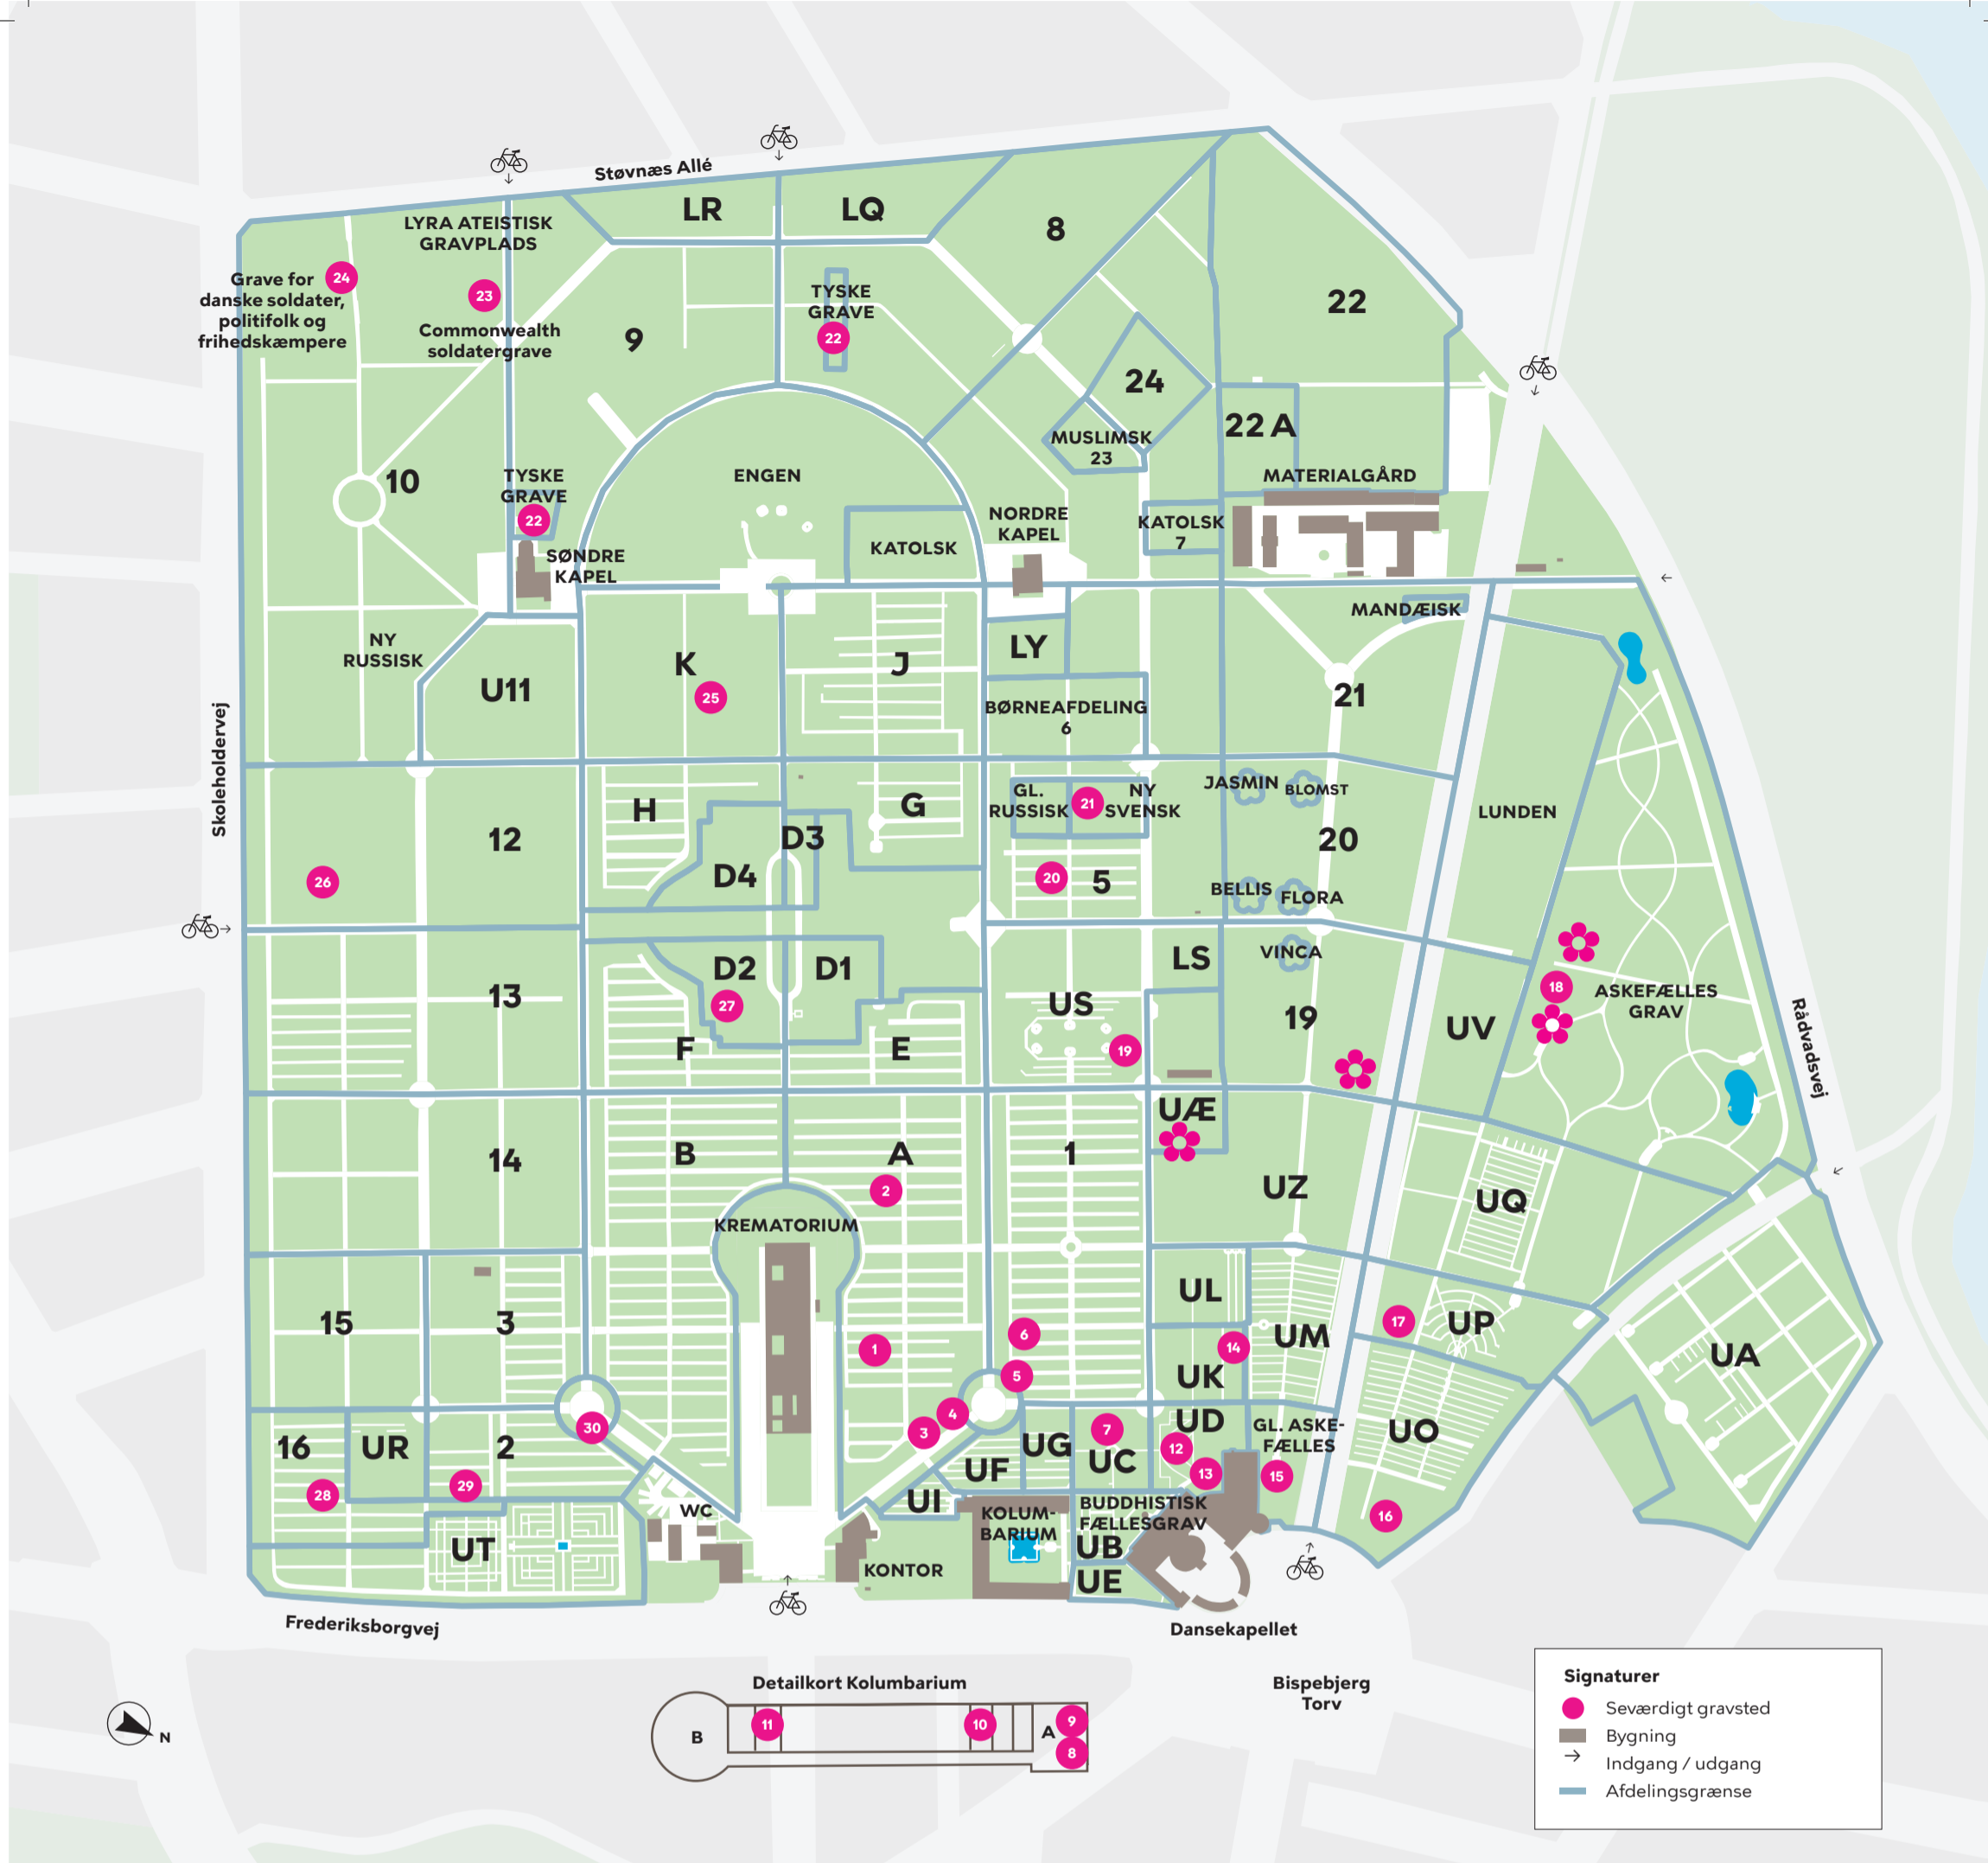 Støvnæs Allé
LR
LQ
8
LYRA ATEISTISK
GRAVPLADS
24
Grave for
danske soldater,
politifolk og
frihedskæmpere
23
Commonwealth
soldatergrave
9
TYSKE
GRAVE
22
22
24
22 A
MUSLIMSK
23
10
TYSKE
GRAVE
22
ENGEN
MATERIALGÅRD
SØNDRE
KAPEL
KATOLSK
NORDRE
KAPEL
KATOLSK
7
MANDÆISK
NY
RUSSISK
U11
K
25
J
LY
BØRNEAFDELING
6
21
Skoleholdervej
12
26
H
D4
D3
G
GL.
RUSSISK
21
NY
SVENSK
20
5
JASMIN
BLOMST
20
BELLIS
FLORA
LUNDEN
13
D2
27
D1
F
E
US
19
LS
VINCA
19
UV
18
ASKEFÆLLES
GRAV
Rådvadsvej
14
B
A
2
1
UÆ
UZ
UQ
KREMATORIUM
15
3
1
6
5
4
3
UL
UK
14
UM
17
UP
UO
UA
16
UR
2
30
28
29
UT
WC
UF
UI
UG
7
UC
UD
12
13
GL. ASKE-
FÆLLES
15
16
KOLUM-
BARIUM
BUDDHISTISK
FÆLLESGRAV
UB
UE
KONTOR
Frederiksborgvej
Dansekapellet
Bispebjerg
Torv
Detailkort Kolumbarium
B
11
10
A
9
8
N
Signaturer
Seværdigt gravsted
Bygning
Indgang / udgang
Afdelingsgrænse